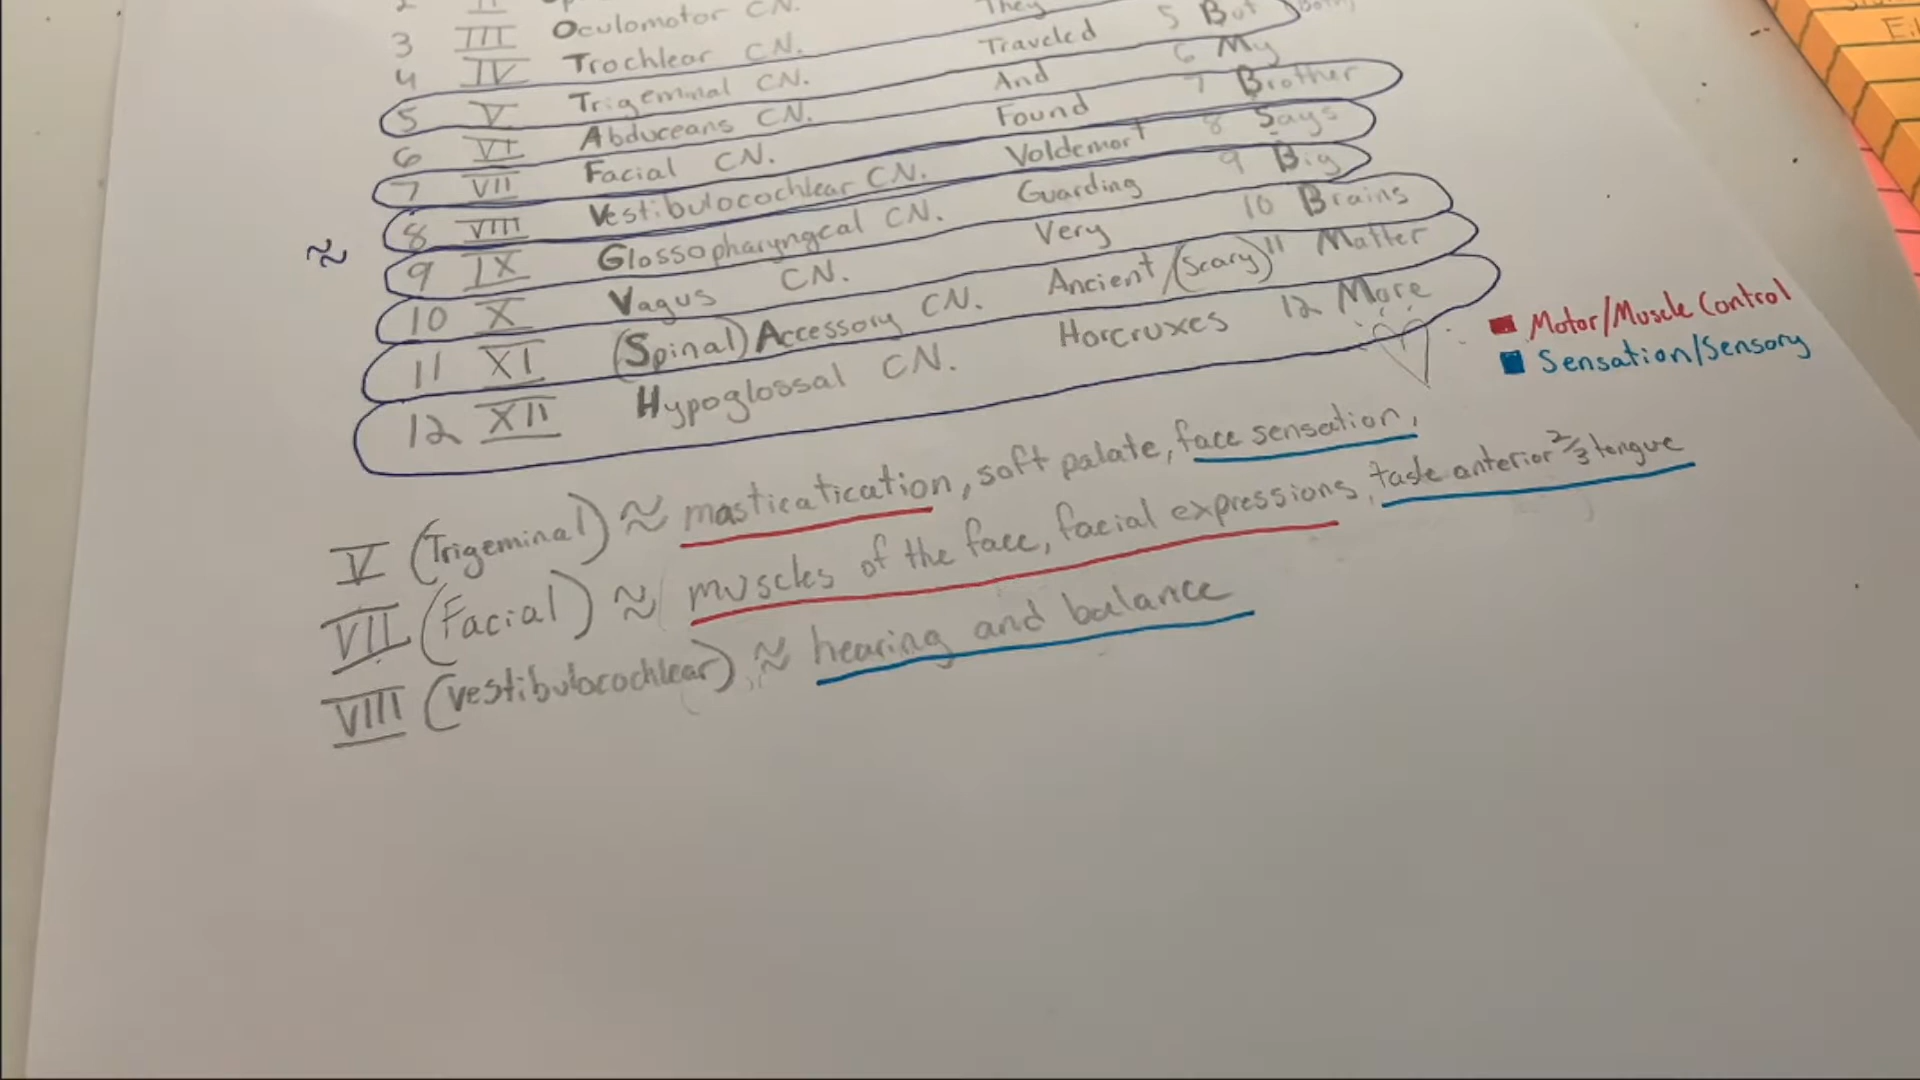 3 III Oculomotor CN. They 5 But
4 IV Trochlear CN. Traveled 6 My
5 V Trigeminal CN. And 7 Brother
6 VI Abduceans CN. Found 8 Says
7 VII Facial CN. Voldemort 9 Big
8 VIII Vestibulocochlear CN. Guarding 10 Brains
≈ 9 IX Glossopharyngeal CN. Very 11 Matter
10 X Vagus CN. Ancient/(Scary) 12 More
11 XI (Spinal) Accessory CN. Horcruxes
12 XII Hypoglossal CN.
Motor/Muscle Control
Sensation/Sensory
V (Trigeminal) ≈ masticatication, soft palate, face sensation,
VII (Facial) ≈ muscles of the face, facial expressions, taste anterior 2/3 tongue
VIII (vestibulocochlear) ≈ hearing and balance